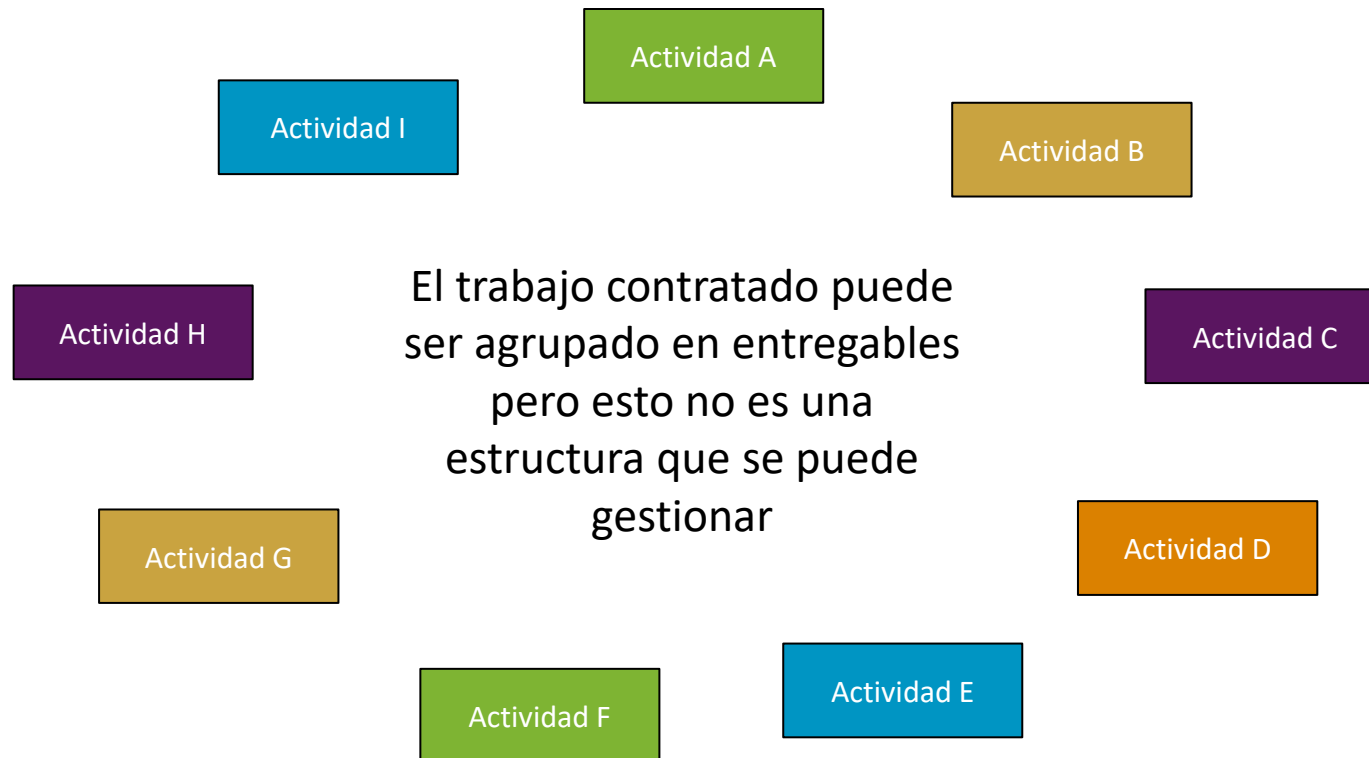 Actividad A
Actividad I
Actividad B
El trabajo contratado puede
ser agrupado en entregables
pero esto no es una
estructura que se puede
gestionar
Actividad H
Actividad C
Actividad G
Actividad D
Actividad F
Actividad E